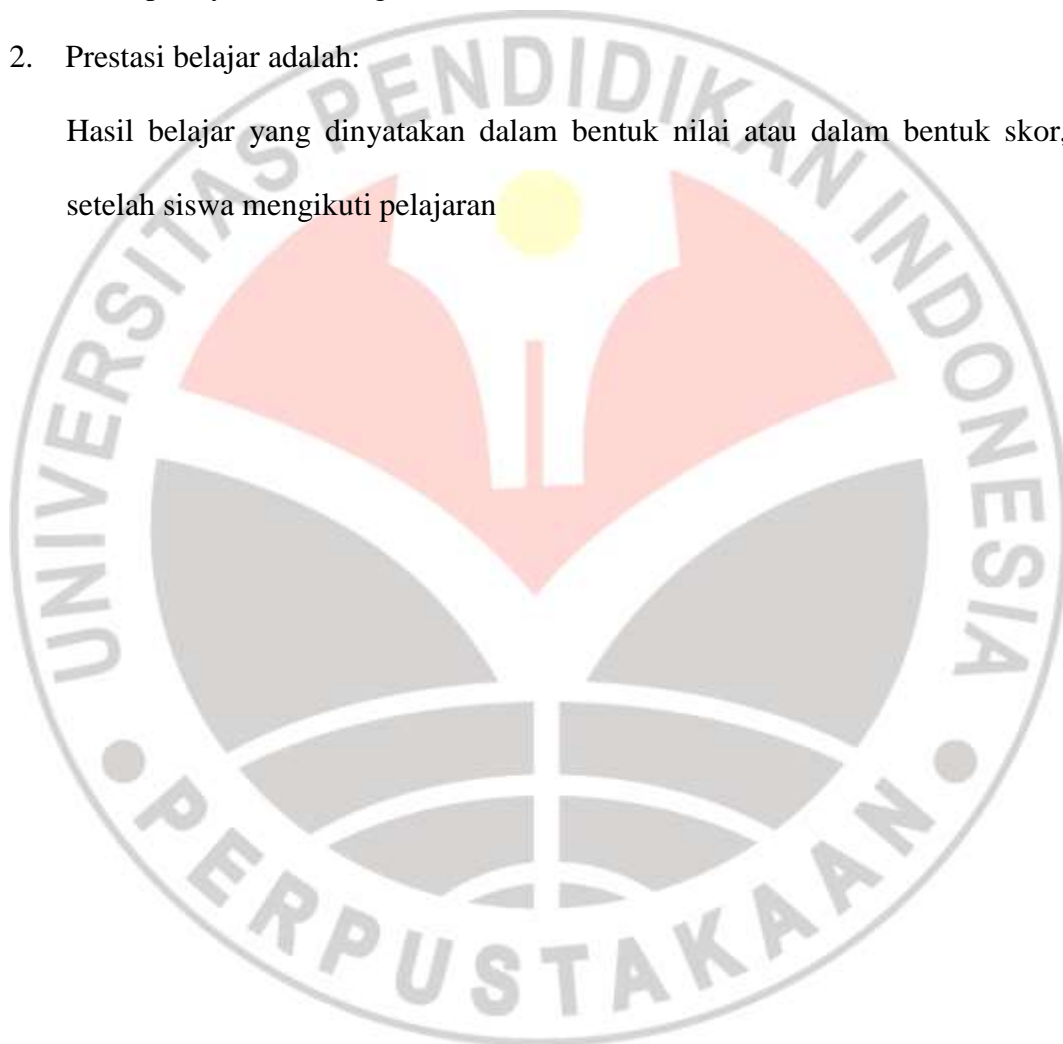 2. Prestasi belajar adalah:
Hasil belajar yang dinyatakan dalam bentuk nilai atau dalam bentuk skor,
setelah siswa mengikuti pelajaran
UNIVERSITAS PENDIDIKAN INDONESIA
PERPUSTAKAAN